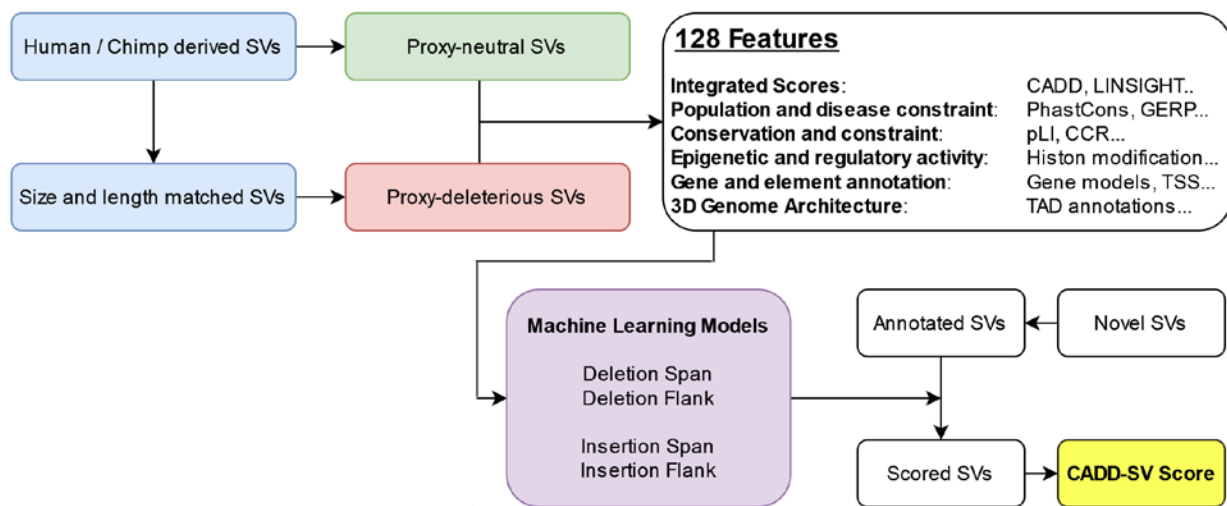 Human / Chimp derived SVs
Proxy-neutral SVs
Size and length matched SVs
Proxy-deleterious SVs
128 Features
Integrated Scores: CADD, LINSIGHT..
Population and disease constraint: PhastCons, GERP...
Conservation and constraint: pLI, CCR...
Epigenetic and regulatory activity: Histon modification...
Gene and element annotation: Gene models, TSS...
3D Genome Architecture: TAD annotations...
Machine Learning Models
Deletion Span
Deletion Flank
Insertion Span
Insertion Flank
Annotated SVs
Novel SVs
Scored SVs
CADD-SV Score